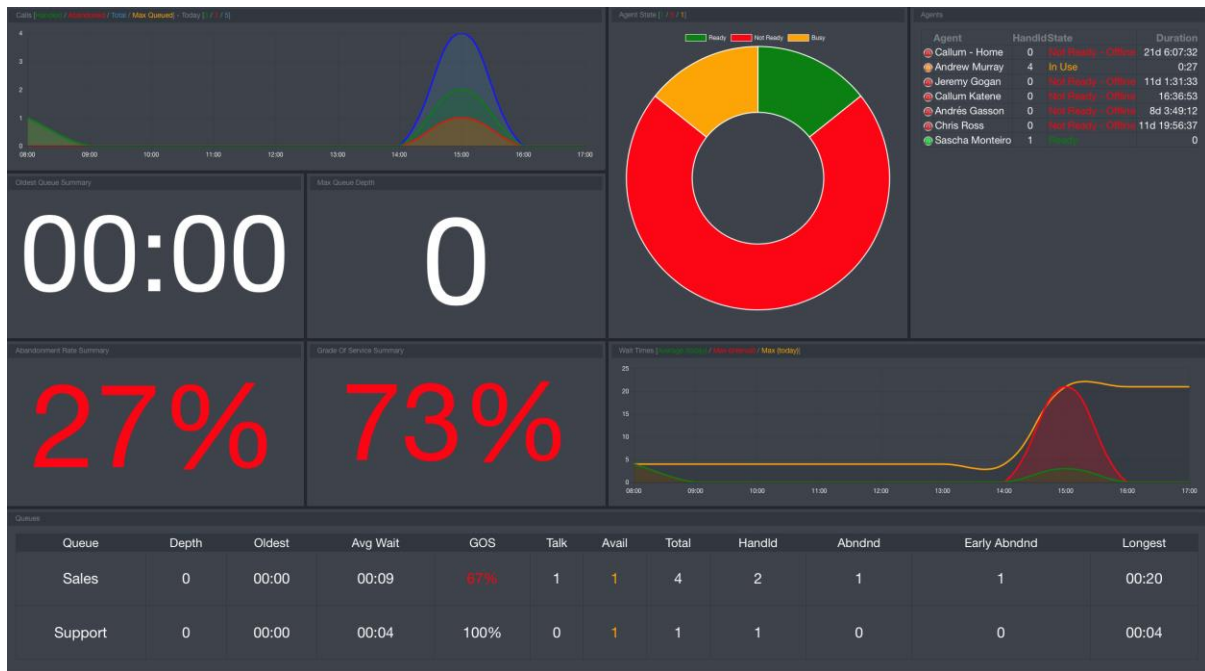 Calls [Handled / Abandoned / Total / Max Queued] - Today [1 / 5 / 5]
4
3
2
1
0
08:00 09:00 10:00 11:00 12:00 13:00 14:00 15:00 16:00 17:00
Agent State [1 / 5 / 1]
Ready Not Ready Busy
Agents
Agent Handld State Duration
Callum - Home 0 Not Ready - Offline 21d 6:07:32
Andrew Murray 4 In Use 0:27
Jeremy Gogan 0 Not Ready - Offline 11d 1:31:33
Callum Katene 0 Not Ready - Offline 16:36:53
Andrés Gasson 0 Not Ready - Offline 8d 3:49:12
Chris Ross 0 Not Ready - Offline 11d 19:56:37
Sascha Monteiro 1 Ready 0
Oldest Queue Summary
00:00
Max Queue Depth
0
Abandonment Rate Summary
27%
Grade Of Service Summary
73%
Wait Times [ / / Max (today)]
25
20
15
10
5
0
08:00 09:00 10:00 11:00 12:00 13:00 14:00 15:00 16:00 17:00
Queues
Queue Depth Oldest Avg Wait GOS Talk Avail Total Handld Abndnd Early Abndnd Longest
Sales 0 00:00 00:09 67% 1 1 4 2 1 1 00:20
Support 0 00:00 00:04 100% 0 1 1 1 0 0 00:04